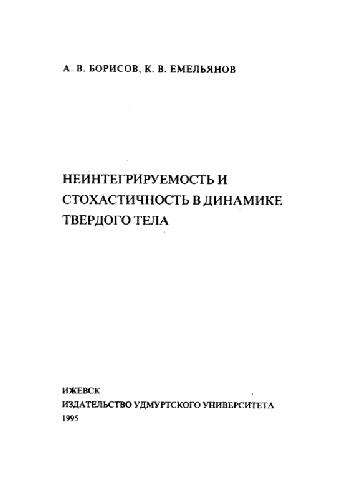 А. В. БОРИСОВ, К. В. ЕМЕЛЬЯНОВ
НЕИНТЕГРИРУЕМОСТЬ И
СТОХАСТИЧНОСТЬ В ДИНАМИКЕ
ТВЕРДОГО ТЕЛА
ИЖЕВСК
ИЗДАТЕЛЬСТВО УДМУРТСКОГО УНИВЕРСИТЕТА
1995